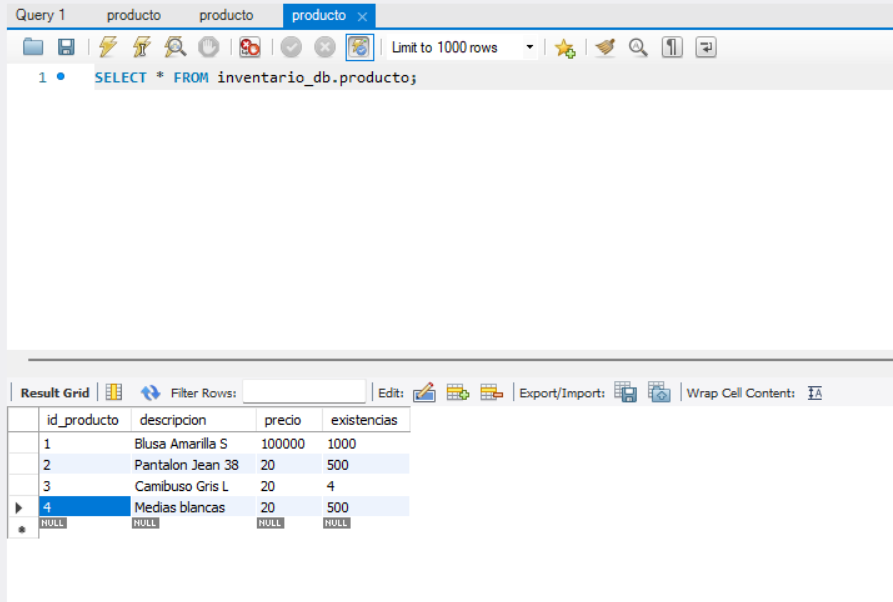 Query 1 producto producto producto
Limit to 1000 rows
1 SELECT * FROM inventario_db.producto;
Result Grid Filter Rows: Edit: Export/Import: Wrap Cell Content:
id_producto descripcion precio existencias
1 Blusa Amarilla S 100000 1000
2 Pantalon Jean 38 20 500
3 Camibuso Gris L 20 4
4 Medias blancas 20 500
NULL NULL NULL NULL